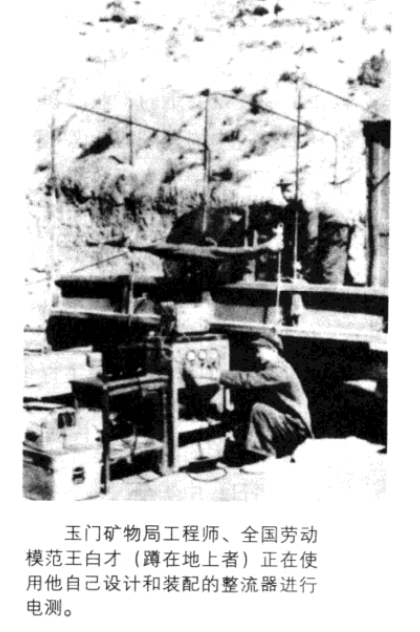 玉门矿物局工程师、全国劳动
模范王白才（蹲在地上者）正在使
用他自己设计和装配的整流器进行
电测。